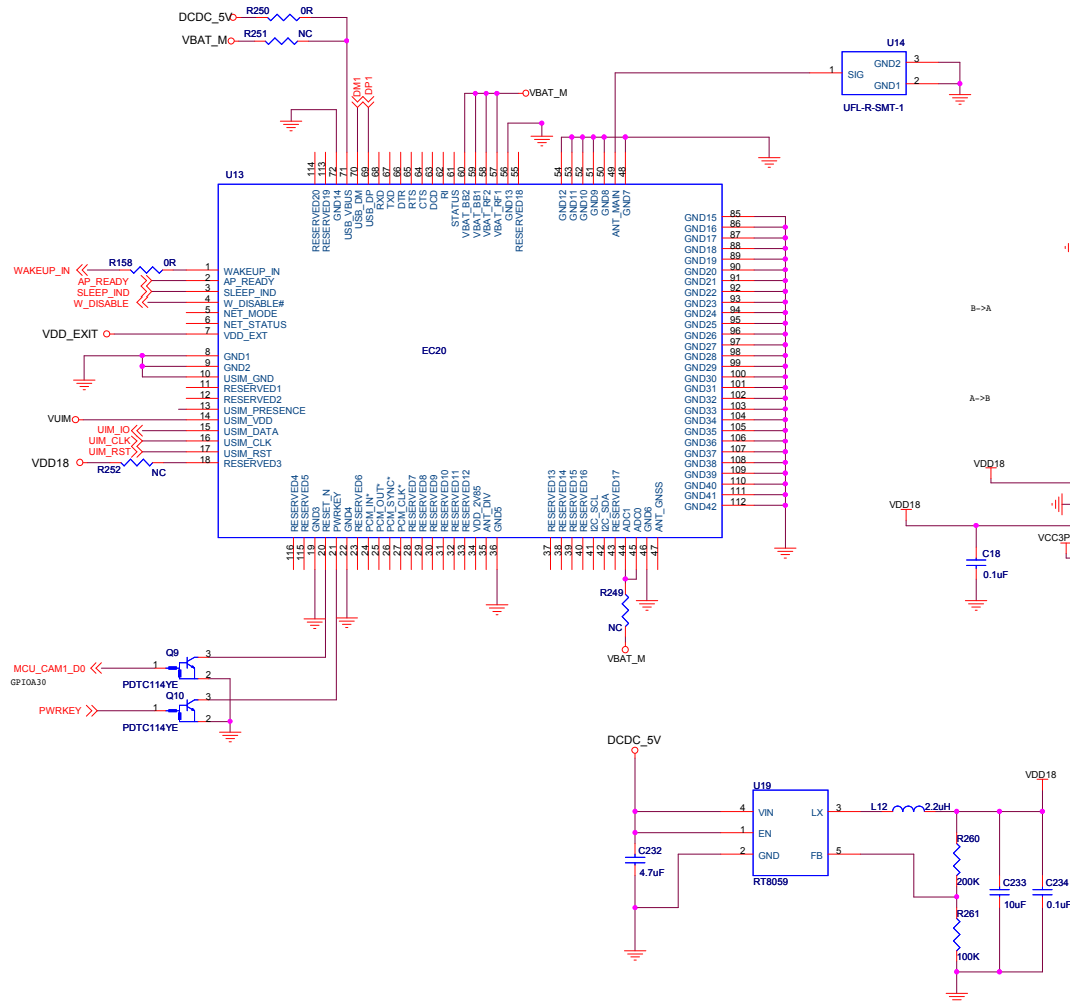 DCDC_5V
R250
0R
VBAT_M
R251
NC
U14
1
SIG
GND2
3
GND1
2
UFL-R-SMT-1
DM1
DP1
VBAT_M
114
113
72
71
70
69
68
67
66
65
64
63
62
61
60
59
58
57
56
55
54
53
52
51
50
49
48
U13
RESERVED20
RESERVED19
GND14
USB_VBUS
USB_DM
USB_DP
RXD
TXD
DTR
RTS
CTS
DCD
RI
STATUS
VBAT_BB2
VBAT_BB1
VBAT_RF2
VBAT_RF1
GND13
RESERVED18
GND12
GND11
GND10
GND9
GND8
ANT_MAIN
GND7
WAKEUP_IN
R158
0R
1
WAKEUP_IN
AP_READY
2
AP_READY
SLEEP_IND
3
SLEEP_IND
W_DISABLE
4
W_DISABLE#
5
NET_MODE
6
NET_STATUS
VDD_EXIT
7
VDD_EXT
8
GND1
9
GND2
10
USIM_GND
11
RESERVED1
12
RESERVED2
13
USIM_PRESENCE
VUIM
14
USIM_VDD
UIM_IO
15
USIM_DATA
UIM_CLK
16
USIM_CLK
UIM_RST
17
USIM_RST
VDD18
R252
NC
18
RESERVED3
EC20
GND15
85
GND16
86
GND17
87
GND18
88
GND19
89
GND20
90
GND21
91
GND22
92
GND23
93
GND24
94
GND25
95
GND26
96
GND27
97
GND28
98
GND29
99
GND30
100
GND31
101
GND32
102
GND33
103
GND34
104
GND35
105
GND36
106
GND37
107
GND38
108
GND39
109
GND40
110
GND41
111
GND42
112
B->A
A->B
VDD18
VDD18
VCC3P
C18
0.1uF
RESERVED4
RESERVED5
GND3
RESET_N
PWRKEY
GND4
RESERVED6
PCM_IN*
PCM_OUT*
PCM_SYNC*
PCM_CLK*
RESERVED7
RESERVED8
RESERVED9
RESERVED10
RESERVED11
RESERVED12
VDD_2V85
ANT_DIV
GND5
RESERVED13
RESERVED14
RESERVED15
RESERVED16
I2C_SCL
I2C_SDA
RESERVED17
ADC1
ADC0
GND6
ANT_GNSS
116
115
19
20
21
22
23
24
25
26
27
28
29
30
31
32
33
34
35
36
37
38
39
40
41
42
43
44
45
46
47
R249
NC
VBAT_M
MCU_CAM1_D0
GPIOA30
1
Q9
3
2
PDTC114YE
PWRKEY
1
Q10
3
2
PDTC114YE
DCDC_5V
C232
4.7uF
U19
4
VIN
LX
3
1
EN
2
GND
FB
5
RT8059
L12
2.2uH
VDD18
R260
200K
R261
100K
C233
10uF
C234
0.1uF